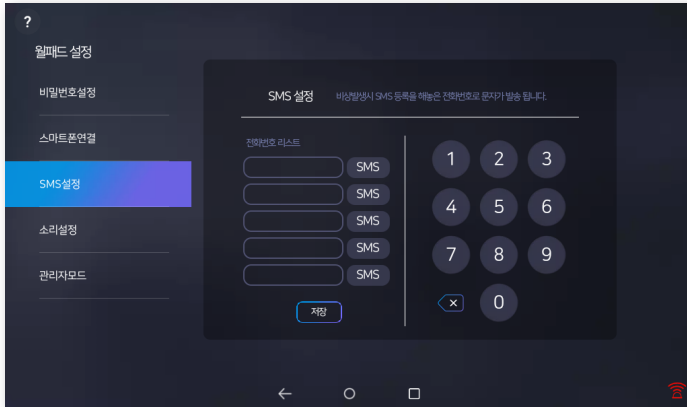 ?
월패드 설정
비밀번호설정
스마트폰연결
SMS설정
소리설정
관리자모드
SMS 설정 비상발생시 SMS 등록을 해놓은 전화번호로 문자가 발송 됩니다.
전화번호 리스트
SMS
SMS
SMS
SMS
SMS
저장
1 2 3
4 5 6
7 8 9
0